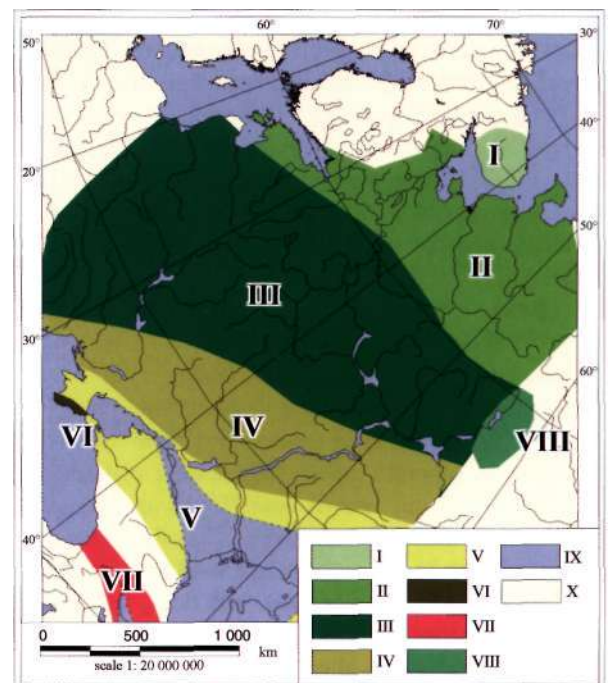 50° 60° 70° 30°
40°
20° I
50°
II
III
30°
60°
IV
VI VIII
V
40°
VII
I V IX
II VI X
III VII
IV VIII
0 500 1 000
km
scale 1: 20 000 000